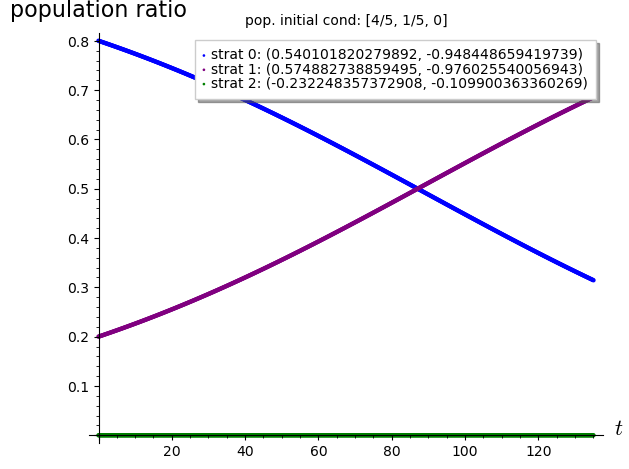 population ratio
pop. initial cond: [4/5, 1/5, 0]
strat 0: (0.540101820279892, -0.948448659419739)
strat 1: (0.574882738859495, -0.976025540056943)
strat 2: (-0.232248357372908, -0.109900363360269)
0.8
0.7
0.6
0.5
0.4
0.3
0.2
0.1
20 40 60 80 100 120
t